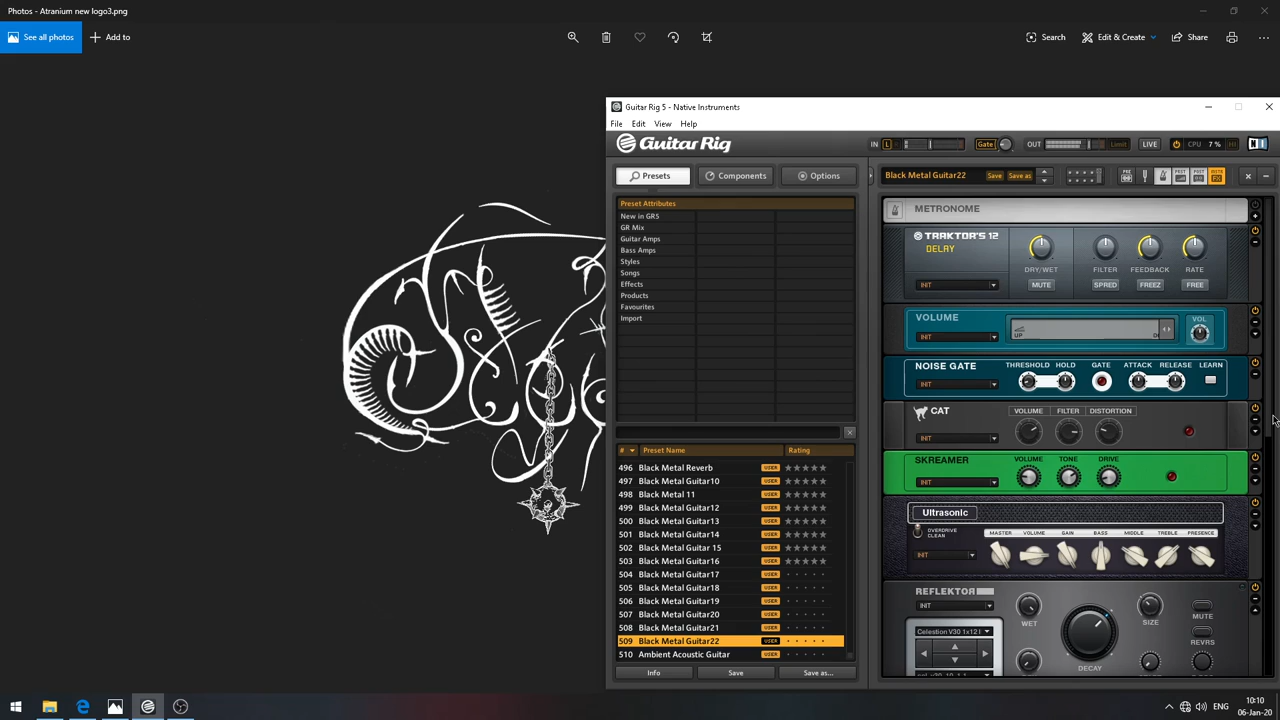 Photos - Atranium new logo3.png
See all photos
Add to
Search
Edit & Create
Share
Guitar Rig 5 - Native Instruments
File Edit View Help
Guitar Rig
IN L Gate OUT Limit LIVE CPU 7 % HI
Presets Components Options
Black Metal Guitar22 Save Save as
Preset Attributes
New in GR5
GR Mix
Guitar Amps
Bass Amps
Styles
Songs
Effects
Products
Favourites
Import
# Preset Name Rating
496 Black Metal Reverb USER
497 Black Metal Guitar10 USER
498 Black Metal 11 USER
499 Black Metal Guitar12 USER
500 Black Metal Guitar13 USER
501 Black Metal Guitar14 USER
502 Black Metal Guitar 15 USER
503 Black Metal Guitar16 USER
504 Black Metal Guitar17 USER
505 Black Metal Guitar18 USER
506 Black Metal Guitar19 USER
507 Black Metal Guitar20 USER
508 Black Metal Guitar21 USER
509 Black Metal Guitar22 USER
510 Ambient Acoustic Guitar USER
Info Save Save as...
METRONOME
TRAKTOR'S 12
DELAY
INIT
DRY/WET FILTER FEEDBACK RATE
MUTE SPRED FREEZ FREE
VOLUME
INIT
UP
VOL
NOISE GATE
INIT
THRESHOLD HOLD GATE ATTACK RELEASE LEARN
CAT
INIT
VOLUME FILTER DISTORTION
SKREAMER
INIT
VOLUME TONE DRIVE
Ultrasonic
OVERDRIVE
CLEAN
INIT
MASTER VOLUME GAIN BASS MIDDLE TREBLE PRESENCE
REFLEKTOR
INIT
Celestion V30 1x12
WET DECAY SIZE MUTE
REVRS
ENG
10:10
06-Jan-20